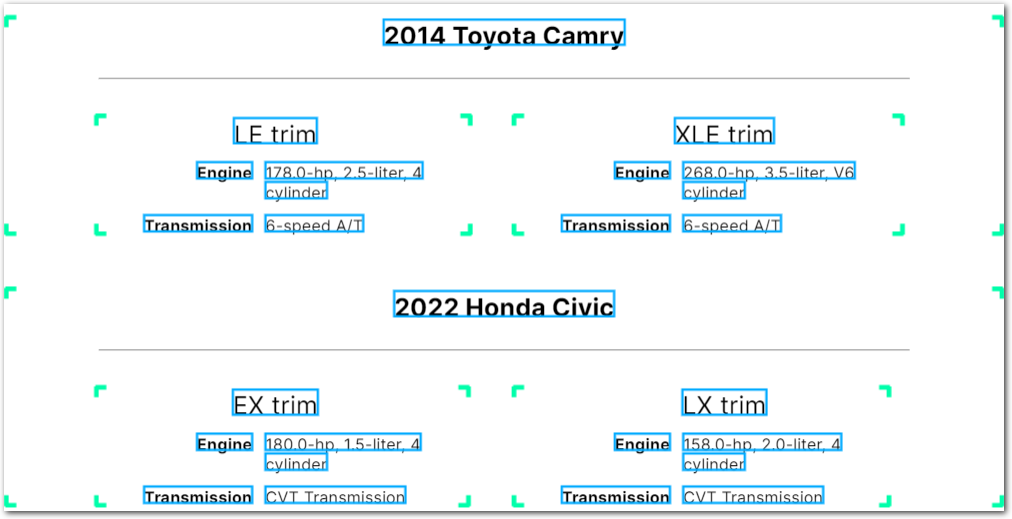 2014 Toyota Camry
LE trim
Engine 178.0-hp, 2.5-liter, 4
cylinder
Transmission 6-speed A/T
XLE trim
Engine 268.0-hp, 3.5-liter, V6
cylinder
Transmission 6-speed A/T
2022 Honda Civic
EX trim
Engine 180.0-hp, 1.5-liter, 4
cylinder
Transmission CVT Transmission
LX trim
Engine 158.0-hp, 2.0-liter, 4
cylinder
Transmission CVT Transmission